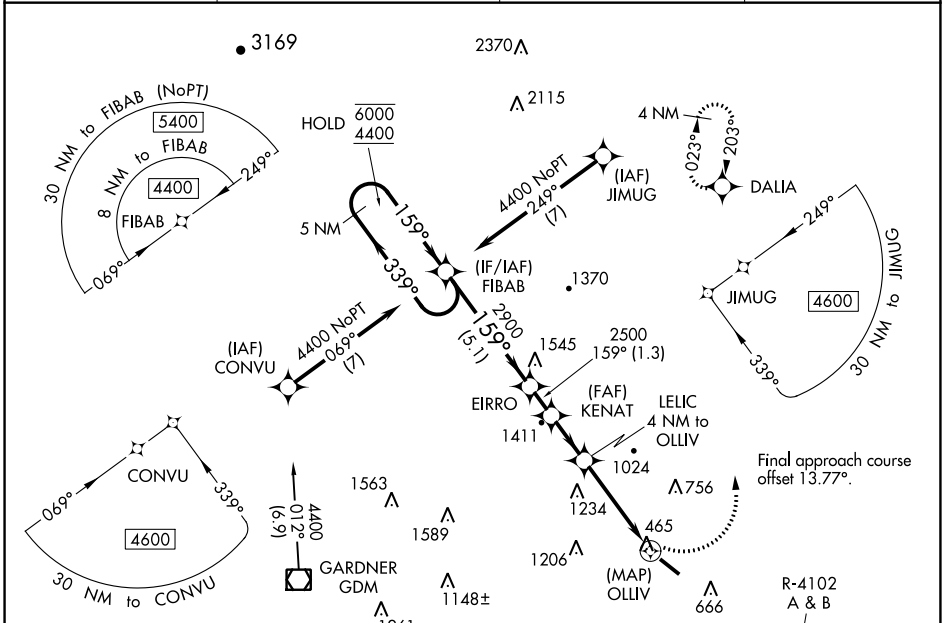 3169
2370
2115
30 NM to FIBAB (NoPT)
5400
8 NM to FIBAB
4400
FIBAB
249°
069°
HOLD
6000
4400
5 NM
159°
339°
(IF/IAF)
FIBAB
4400 NoPT
249°
(7)
(IAF)
JIMUG
4 NM
023°
203°
DALIA
249°
JIMUG
4600
339°
30 NM to JIMUG
1370
4400 NoPT
069°
(7)
(IAF)
CONVU
2900
159°
(5.1)
1545
2500
159° (1.3)
EIRRO
(FAF)
KENAT
1411
LELIC
4 NM to
OLLIV
1024
Final approach course
offset 13.77°.
CONVU
069°
339°
4600
30 NM to CONVU
4400
012°
(6.9)
GARDNER
GDM
1563
1589
1148±
1234
756
465
1206
(MAP)
OLLIV
666
R-4102
A & B